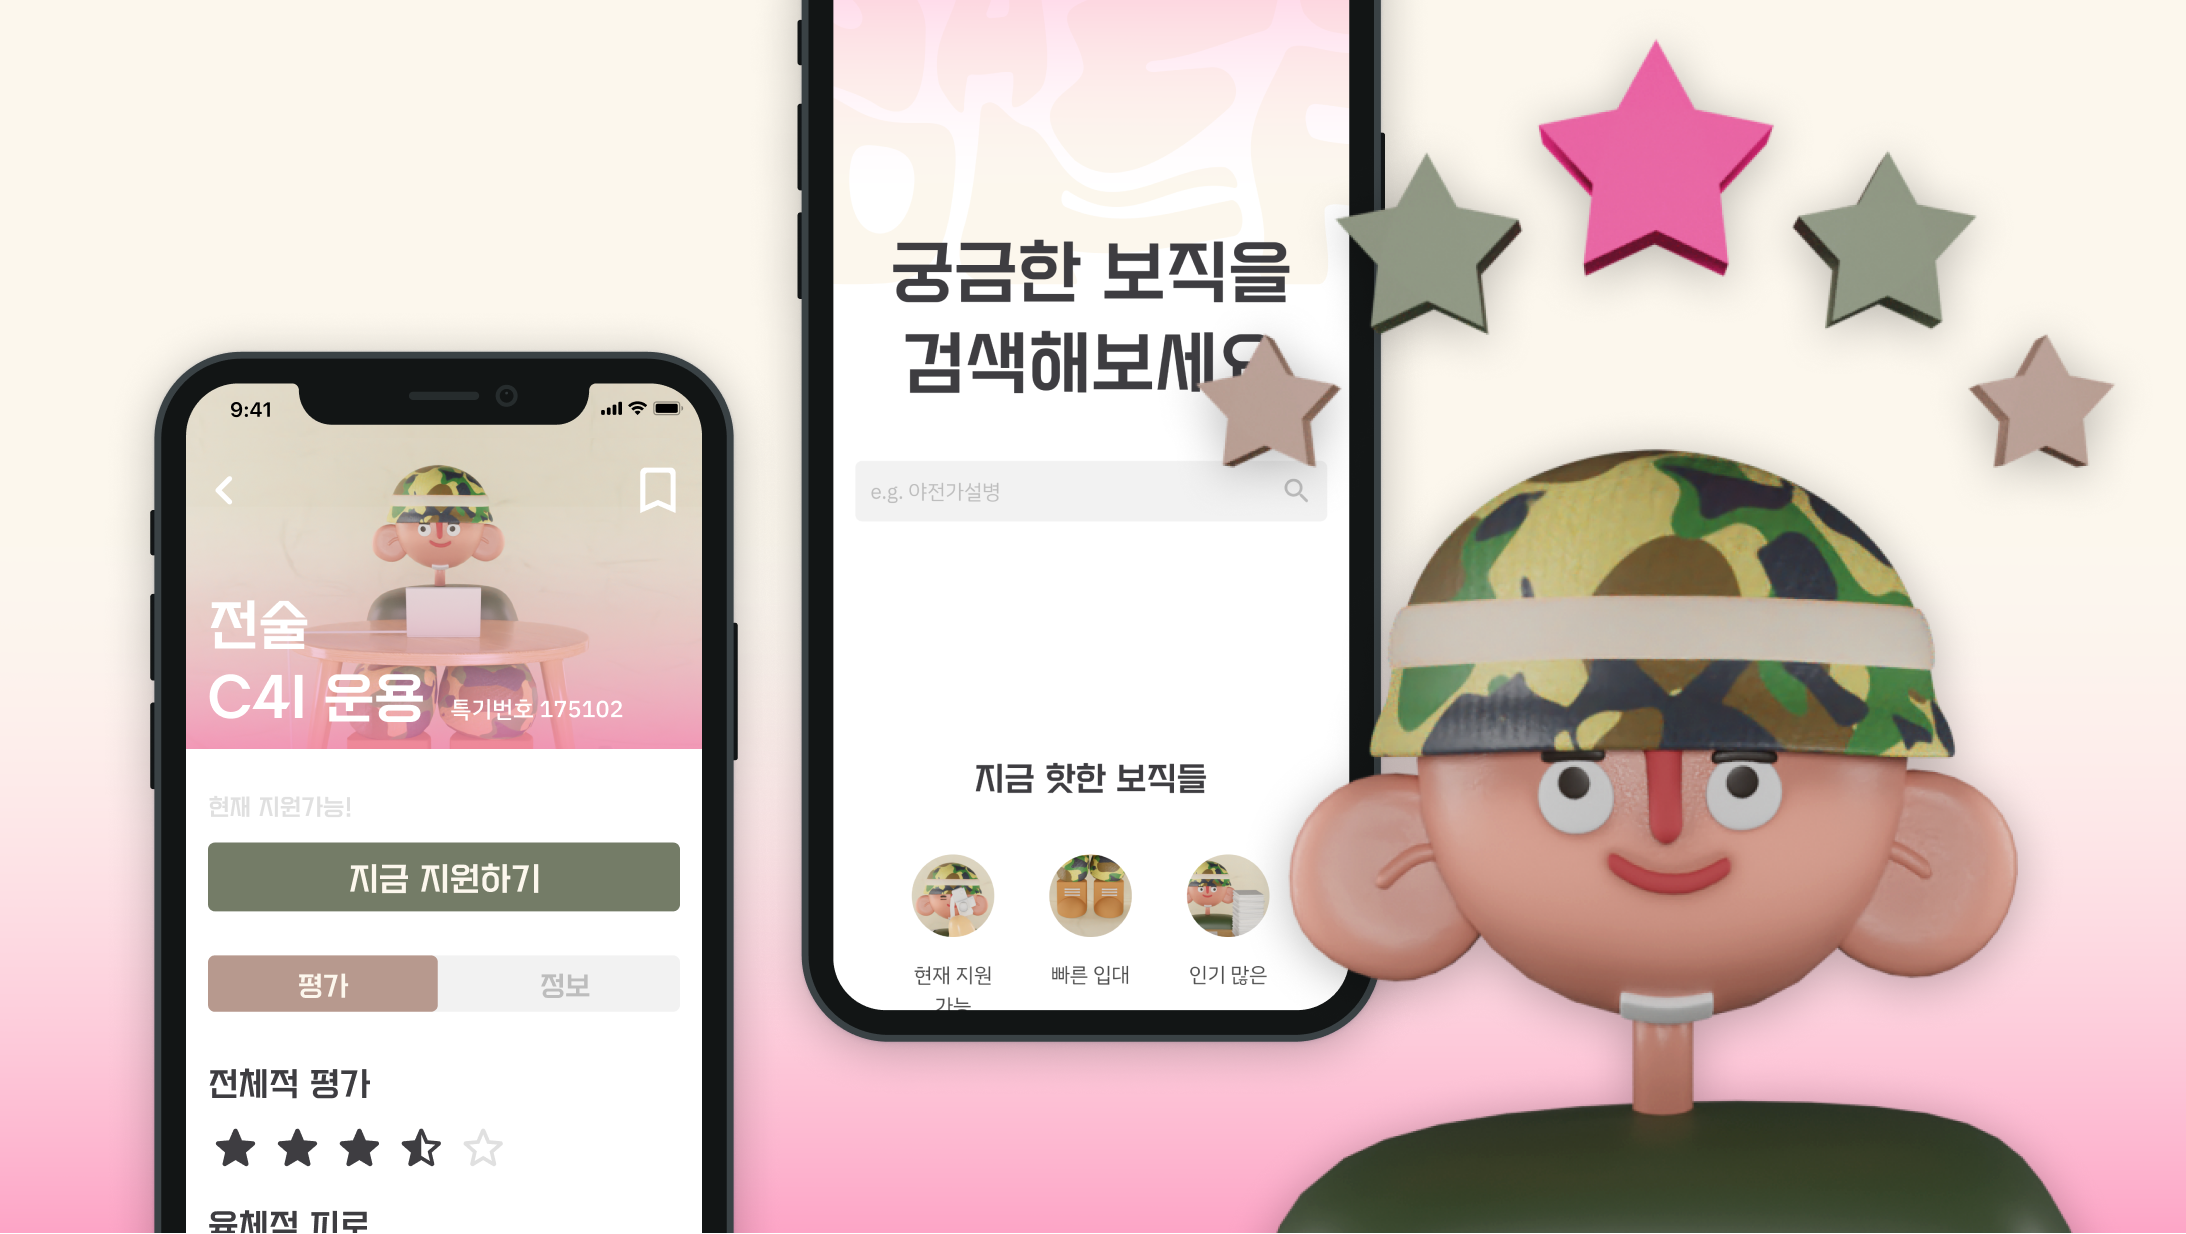 9:41
전술
C4I 운용 특기번호 175102
현재 지원가능!
지금 지원하기
평가 정보
전체적 평가
육체적 피로
궁금한 보직을
검색해보세요
e.g. 야전가설병
지금 핫한 보직들
현재 지원 빠른 입대 인기 많은
가능